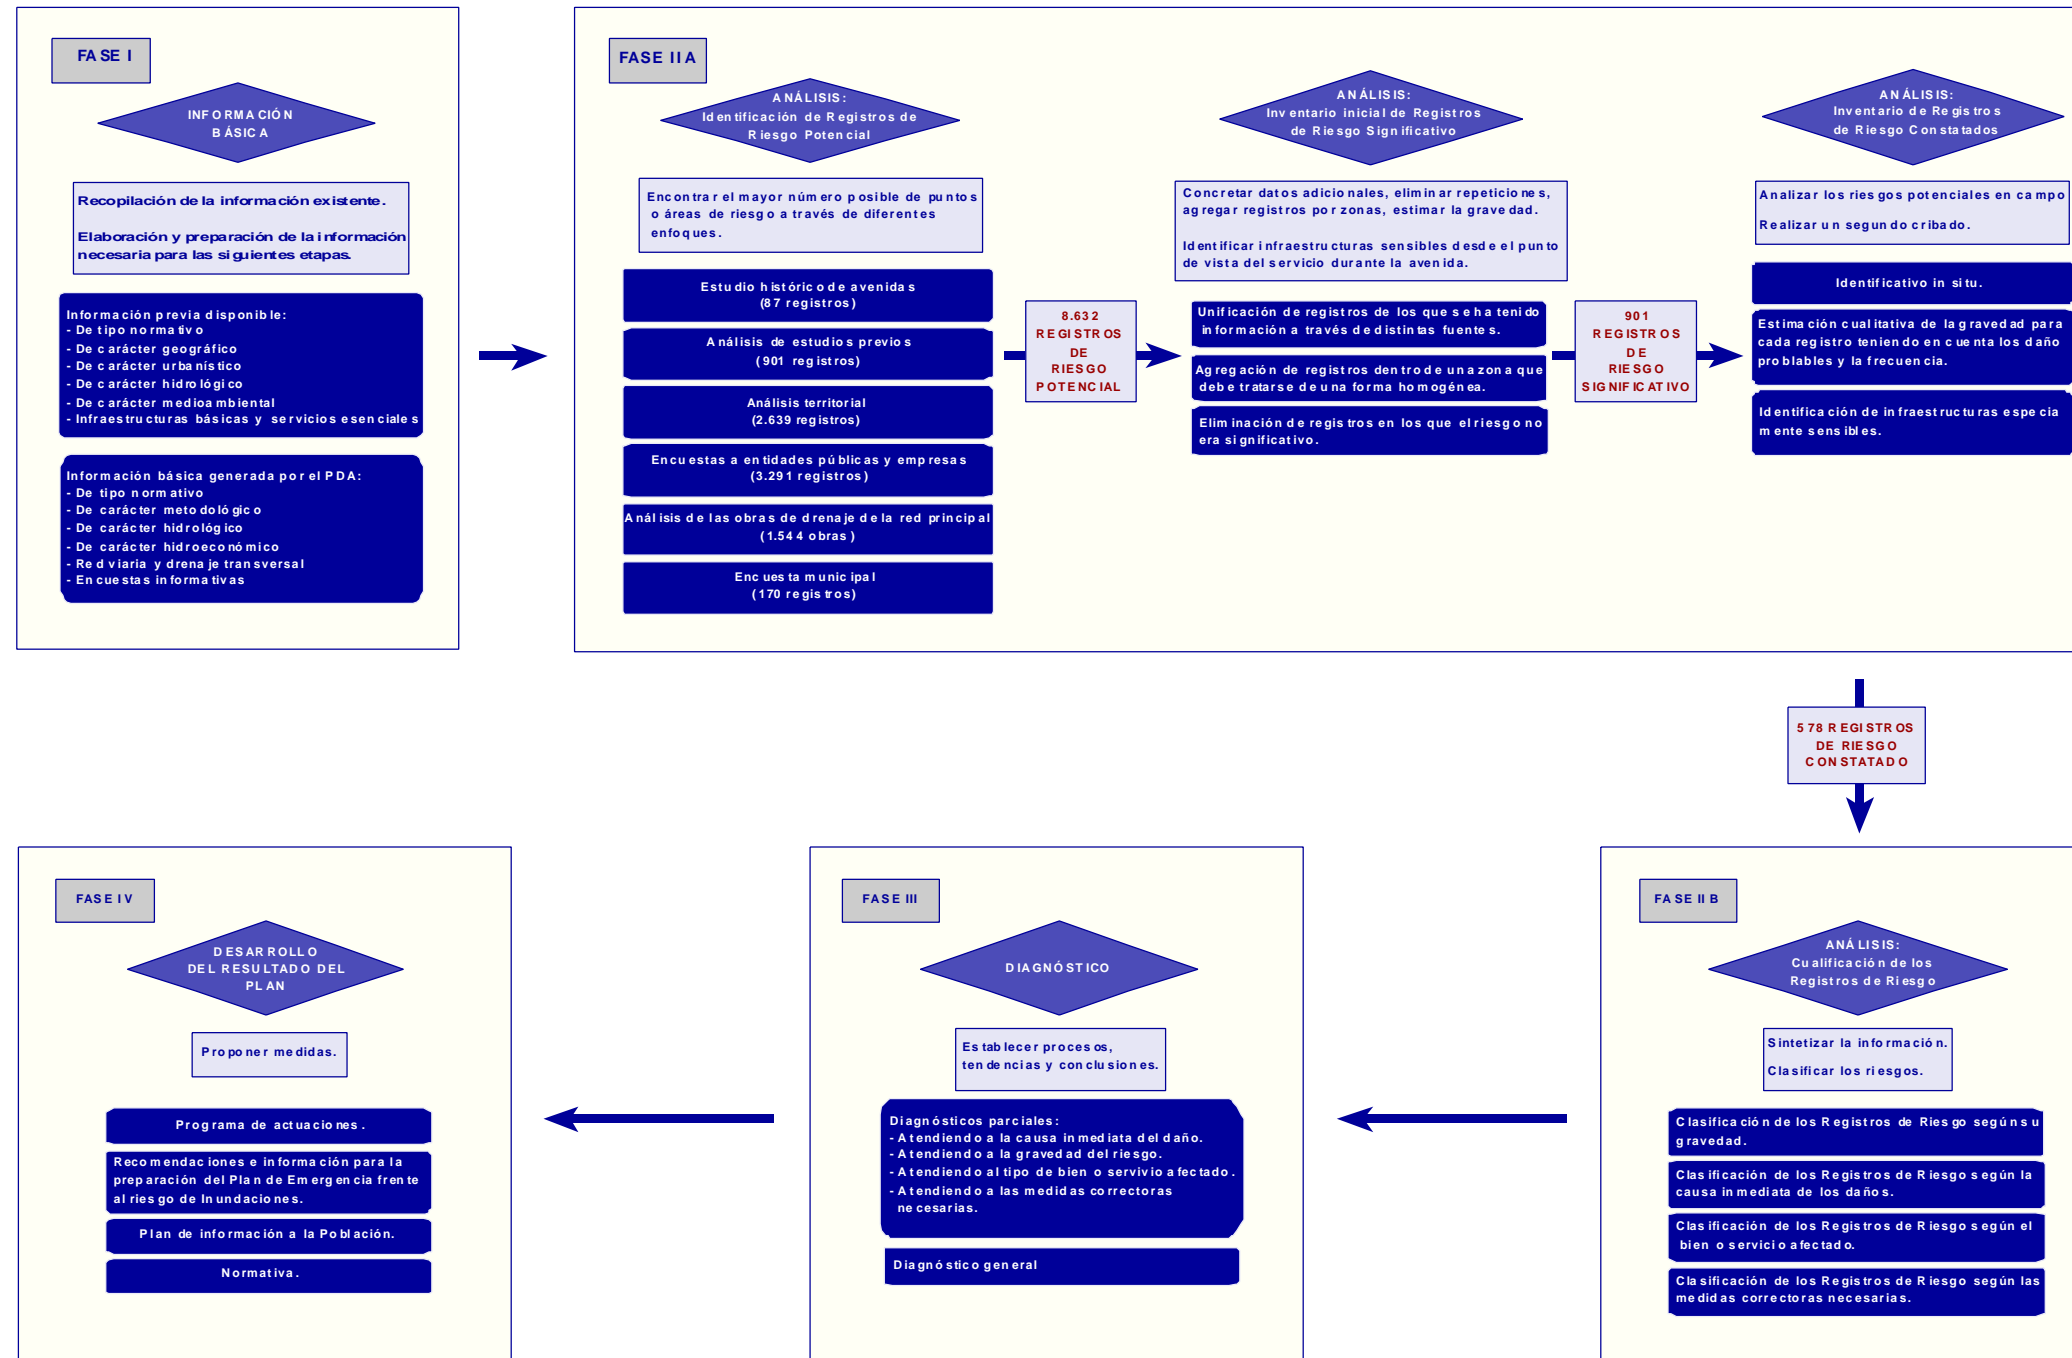 FASE I
INFORMACIÓN
BÁSICA
Recopilación de la información existente.
Elaboración y preparación de la información
necesaria para las siguientes etapas.
Información previa disponible:
- De tipo normativo
- De carácter geográfico
- De carácter urbanístico
- De carácter hidrológico
- De carácter medioambiental
- Infraestructuras básicas y servicios esenciales
Información básica generada por el PDA:
- De tipo normativo
- De carácter metodológico
- De carácter hidrológico
- De carácter hidroeconómico
- Red viaria y drenaje transversal
- Encuestas informativas
FASE II A
ANÁLISIS:
Identificación de Registros de
Riesgo Potencial
Encontrar el mayor número posible de puntos
o áreas de riesgo a través de diferentes
enfoques.
Estudio histórico de avenidas
(87 registros)
Análisis de estudios previos
(901 registros)
Análisis territorial
(2.639 registros)
Encuestas a entidades públicas y empresas
(3.291 registros)
Análisis de las obras de drenaje de la red principal
(1.544 obras)
Encuesta municipal
(170 registros)
8.632
REGISTROS
DE
RIESGO
POTENCIAL
ANÁLISIS:
Inventario inicial de Registros
de Riesgo Significativo
Concretar datos adicionales, eliminar repeticiones,
agregar registros por zonas, estimar la gravedad.
Identificar infraestructuras sensibles desde el punto
de vista del servicio durante la avenida.
Unificación de registros de los que se ha tenido
información a través de distintas fuentes.
Agregación de registros dentro de una zona que
debe tratarse de una forma homogénea.
Eliminación de registros en los que el riesgo no
era significativo.
901
REGISTROS
DE
RIESGO
SIGNIFICATIVO
ANÁLISIS:
Inventario de Registros
de Riesgo Constatados
Analizar los riesgos potenciales en campo
Realizar un segundo cribado.
Identificativo in situ.
Estimación cualitativa de la gravedad para
cada registro teniendo en cuenta los daño
problables y la frecuencia.
Identificación de infraestructuras especia
mente sensibles.
578 REGISTROS
DE RIESGO
CONSTATADO
FASE IV
DESARROLLO
DEL RESULTADO DEL
PLAN
Proponer medidas.
Programa de actuaciones.
Recomendaciones e información para la
preparación del Plan de Emergencia frente
al riesgo de Inundaciones.
Plan de información a la Población.
Normativa.
FASE III
DIAGNÓSTICO
Establecer procesos,
tendencias y conclusiones.
Diagnósticos parciales:
- Atendiendo a la causa inmediata del daño.
- Atendiendo a la gravedad del riesgo.
- Atendiendo al tipo de bien o servivio afectado.
- Atendiendo a las medidas correctoras
necesarias.
Diagnóstico general
FASE II B
ANÁLISIS:
Cualificación de los
Registros de Riesgo
Sintetizar la información.
Clasificar los riesgos.
Clasificación de los Registros de Riesgo según su
gravedad.
Clasificación de los Registros de Riesgo según la
causa inmediata de los daños.
Clasificación de los Registros de Riesgo según el
bien o servicio afectado.
Clasificación de los Registros de Riesgo según las
medidas correctoras necesarias.